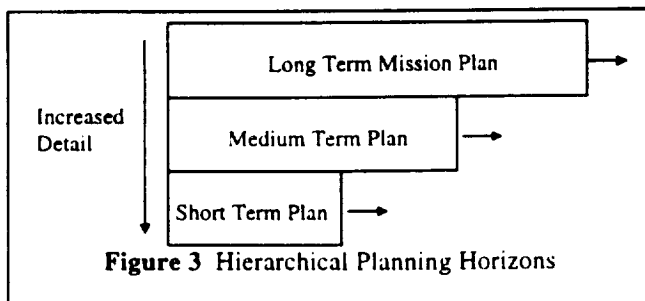 Long Term Mission Plan
Increased
Detail
Medium Term Plan
Short Term Plan
Figure 3 Hierarchical Planning Horizons